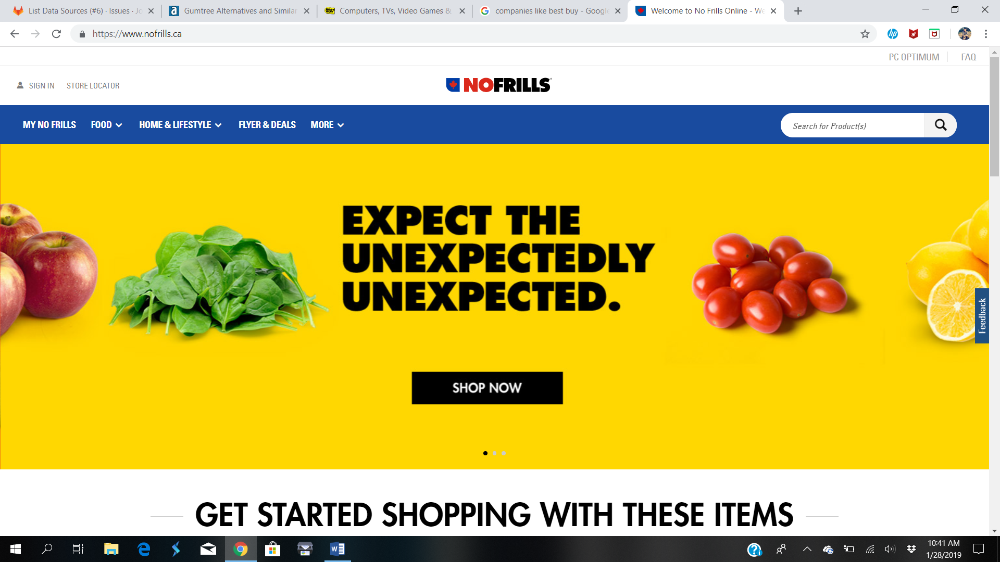 List Data Sources (#6) · Issues · Jo
Gumtree Alternatives and Similar
Computers, TVs, Video Games &
companies like best buy - Google
Welcome to No Frills Online - We
https://www.nofrills.ca
PC OPTIMUM
FAQ
SIGN IN
STORE LOCATOR
NOFRILLS
MY NO FRILLS
FOOD
HOME & LIFESTYLE
FLYER & DEALS
MORE
Search for Product(s)
EXPECT THE
UNEXPECTEDLY
UNEXPECTED.
Feedback
SHOP NOW
GET STARTED SHOPPING WITH THESE ITEMS
10:41 AM
1/28/2019